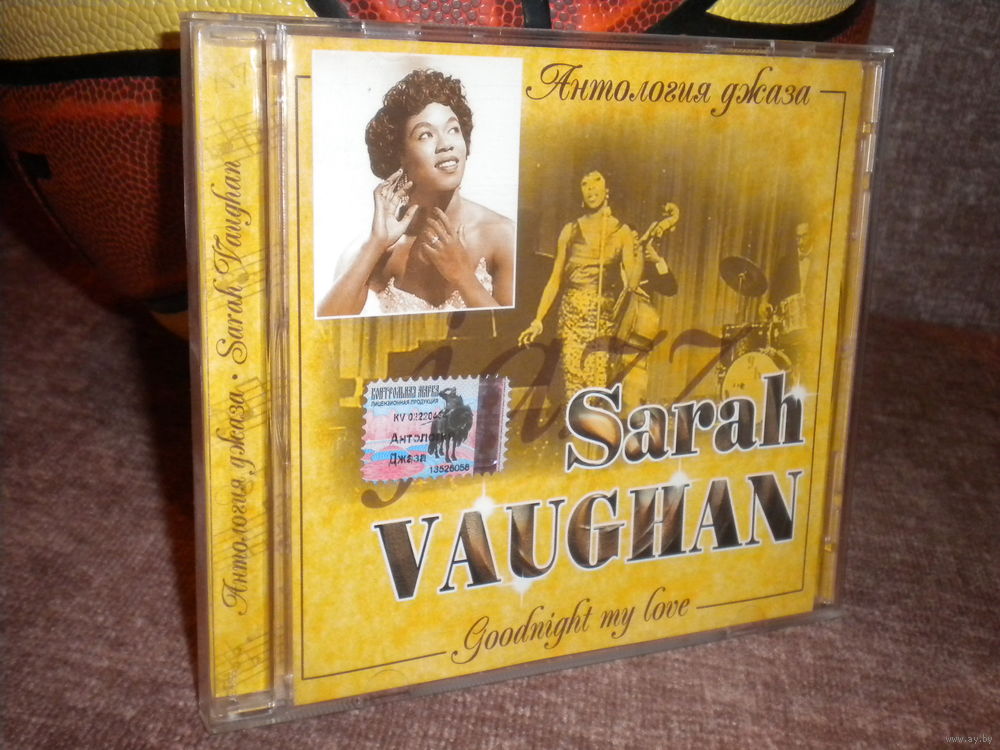 Антология джаза
jazz
КОНТРОЛЬНАЯ МАРКА
ЛИЦЕНЗИОННАЯ ПРОДУКЦИЯ
Джаза
13526058
Sarah
VAUGHAN
Goodnight my love
Антология джаза • Sarah Vaughan
www.ay.by